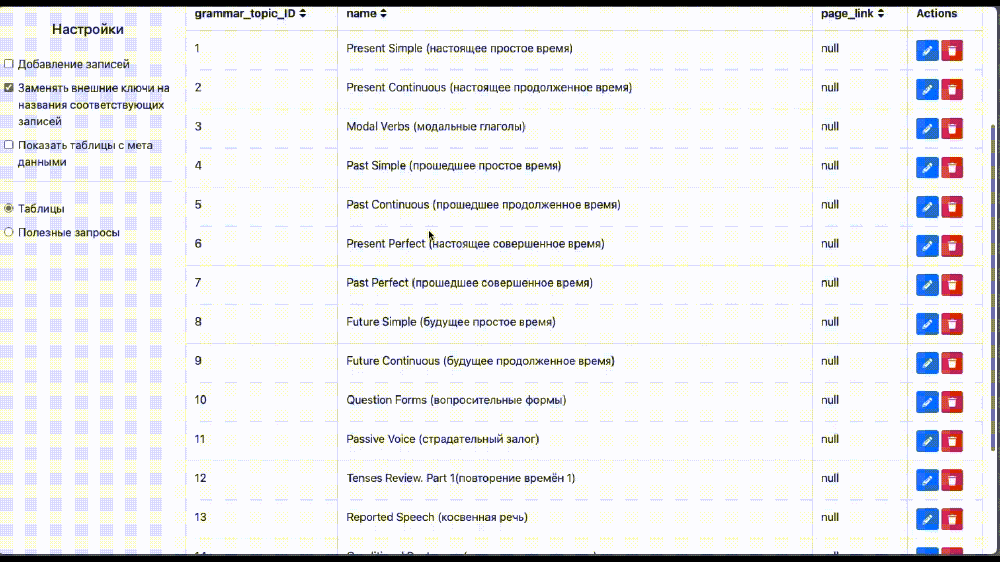 Настройки
Добавление записей
Заменять внешние ключи на
названия соответствующих
записей
Показать таблицы с мета
данными
Таблицы
Полезные запросы
grammar_topic_ID name page_link Actions
1 Present Simple (настоящее простое время) null
2 Present Continuous (настоящее продолженное время) null
3 Modal Verbs (модальные глаголы) null
4 Past Simple (прошедшее простое время) null
5 Past Continuous (прошедшее продолженное время) null
6 Present Perfect (настоящее совершенное время) null
7 Past Perfect (прошедшее совершенное время) null
8 Future Simple (будущее простое время) null
9 Future Continuous (будущее продолженное время) null
10 Question Forms (вопросительные формы) null
11 Passive Voice (страдательный залог) null
12 Tenses Review. Part 1(повторение времён 1) null
13 Reported Speech (косвенная речь) null